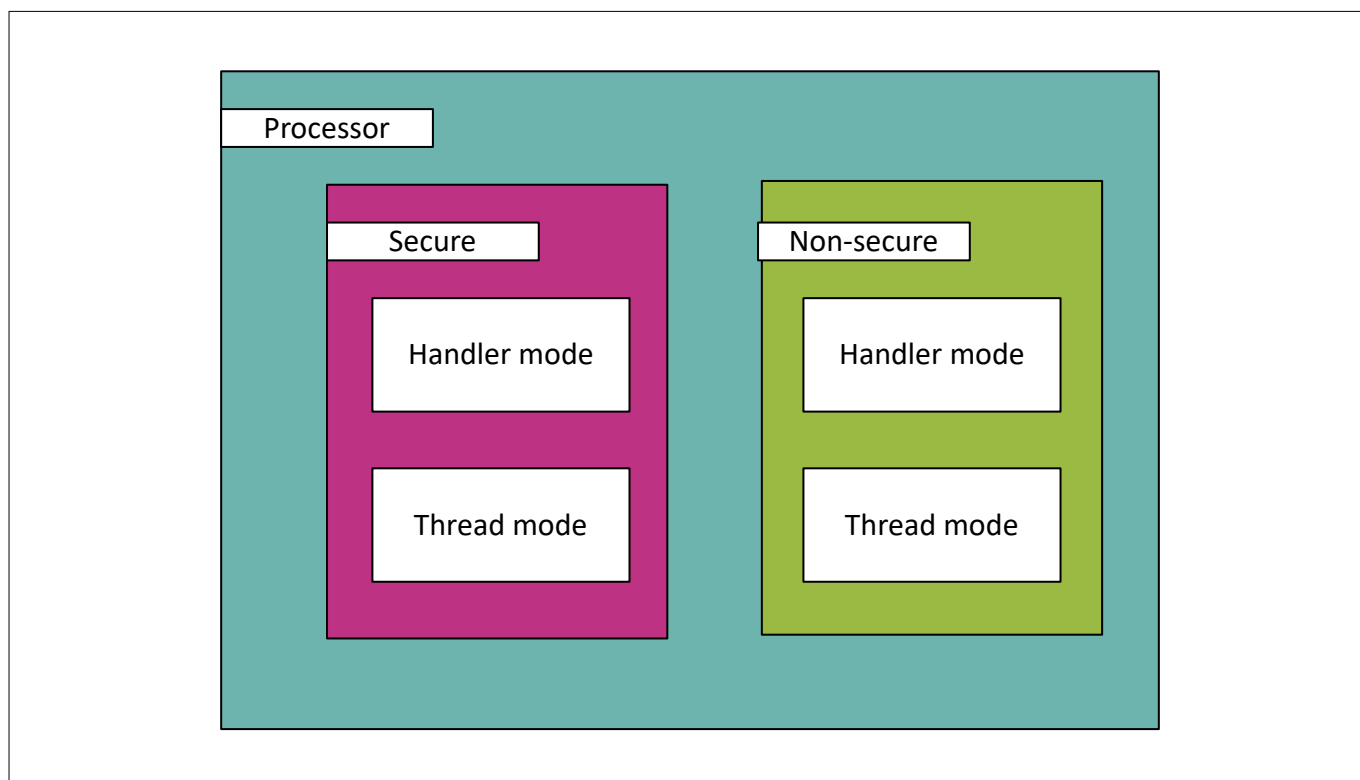 Processor
Secure
Handler mode
Thread mode
Non-secure
Handler mode
Thread mode